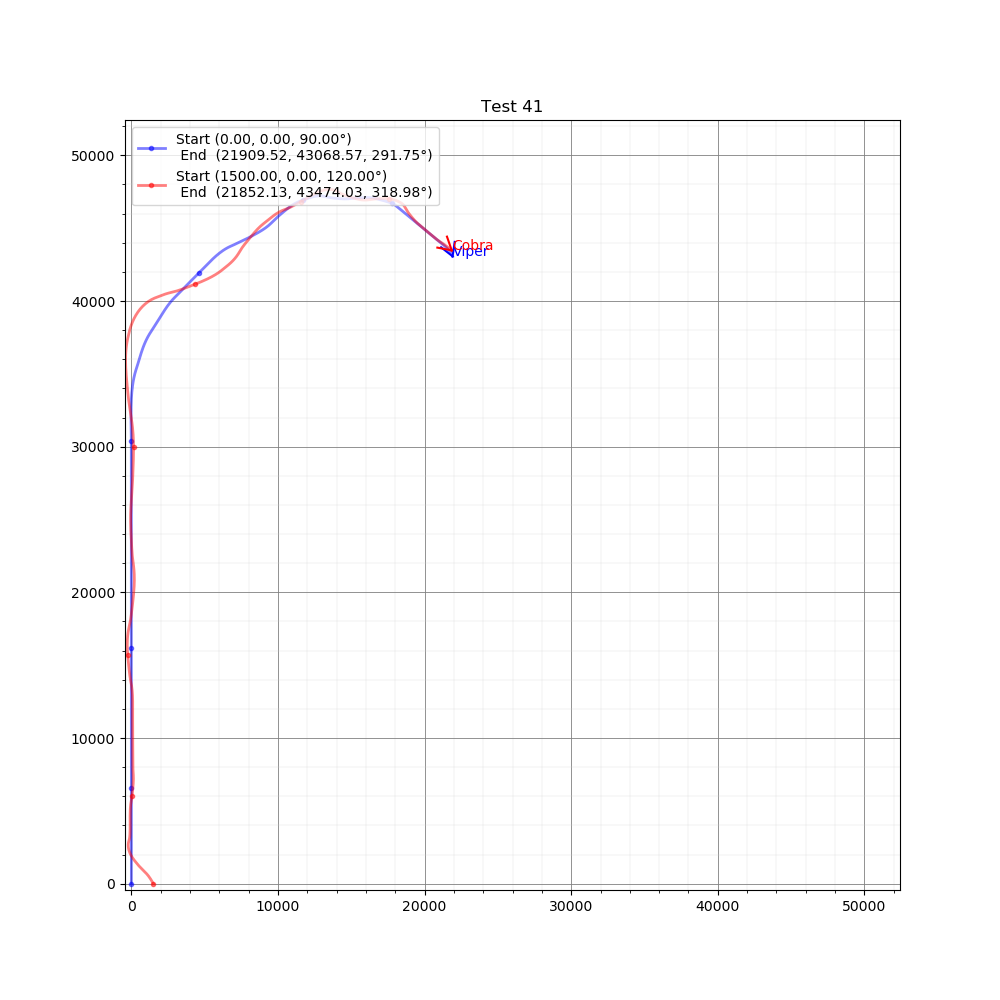 Test 41
Start (0.00, 0.00, 90.00°)
End (21909.52, 43068.57, 291.75°)
Start (1500.00, 0.00, 120.00°)
End (21852.13, 43474.03, 318.98°)
50000
40000
30000
20000
10000
0
Cobra
Viper
0 10000 20000 30000 40000 50000